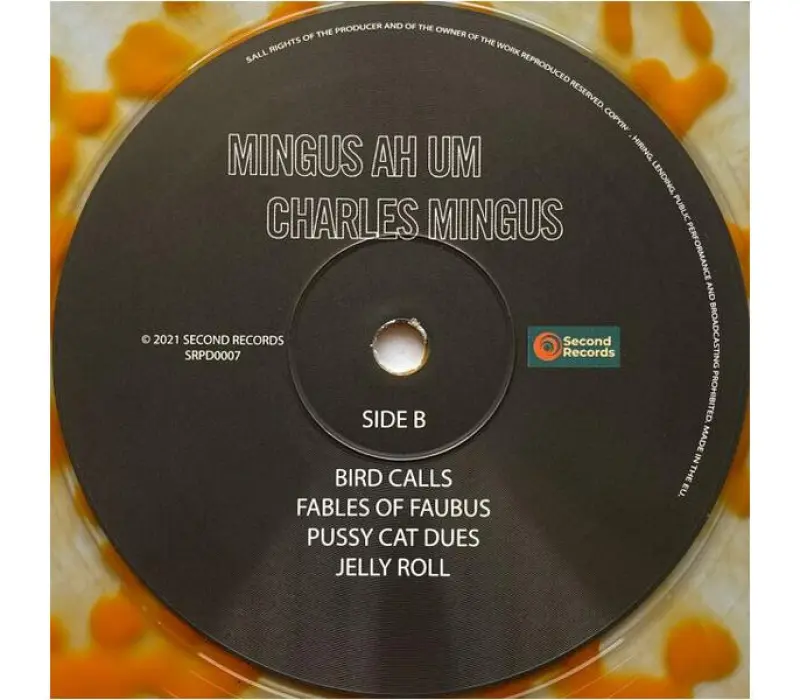 SALL RIGHTS OF THE PRODUCER AND OF THE OWNER OF THE WORK REPRODUCED RESERVED. COPYIN, HIRING, LENDING, PUBLIC PERFORMANCE AND BROADCASTING PROHIBITED. MADE IN THE EU.
MINGUS AH UM
CHARLES MINGUS
© 2021 SECOND RECORDS
SRPD0007
Second
Records
SIDE B
BIRD CALLS
FABLES OF FAUBUS
PUSSY CAT DUES
JELLY ROLL